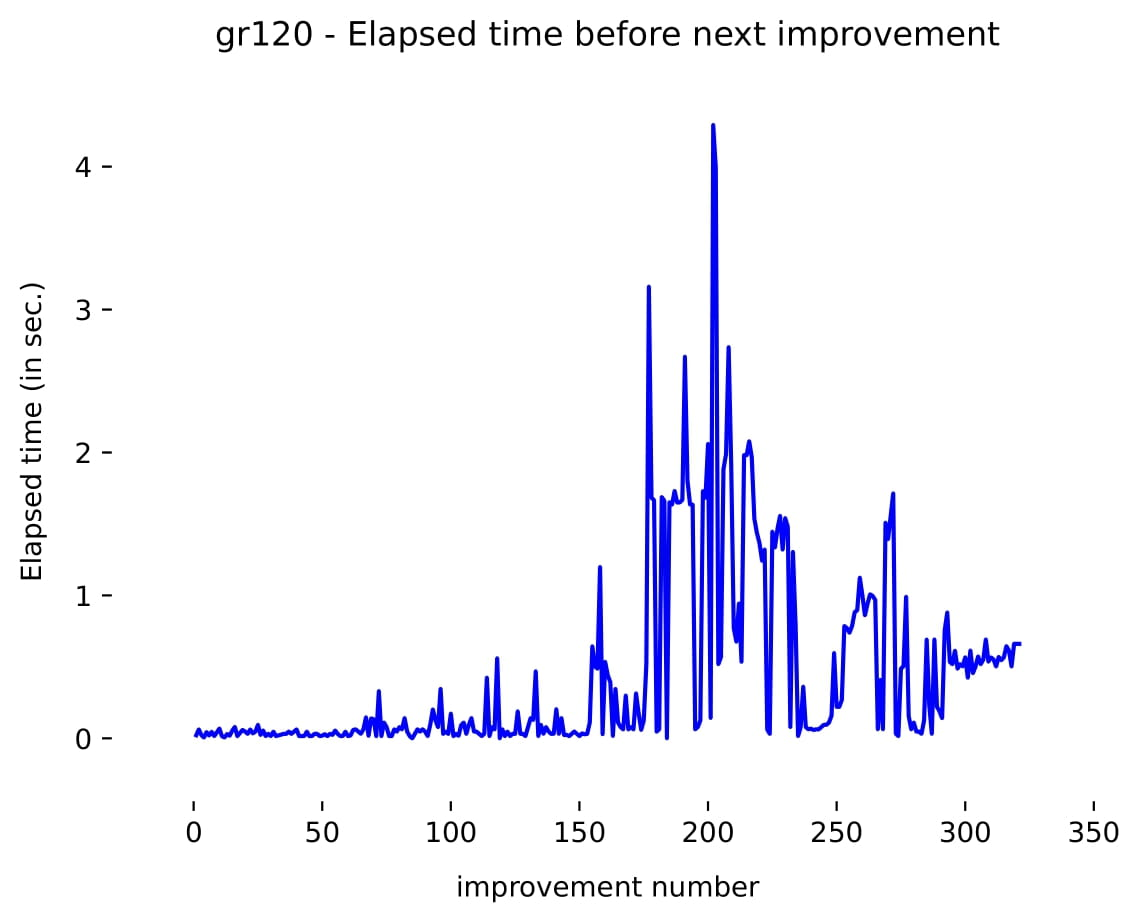 gr120 - Elapsed time before next improvement
Elapsed time (in sec.)
4
3
2
1
0
0 50 100 150 200 250 300 350
improvement number